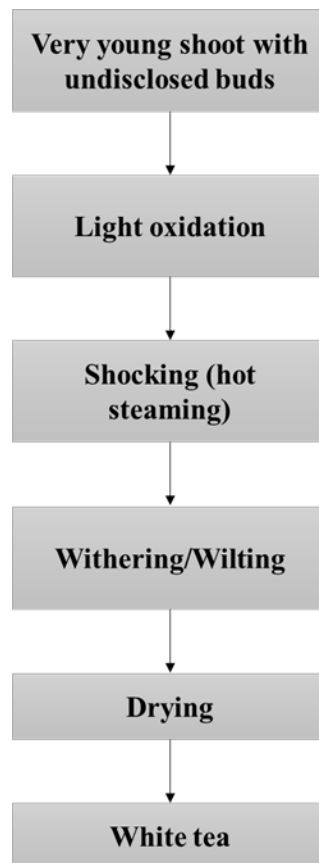 Very young shoot with
undisclosed buds
Light oxidation
Shocking (hot
steaming)
Withering/Wilting
Drying
White tea